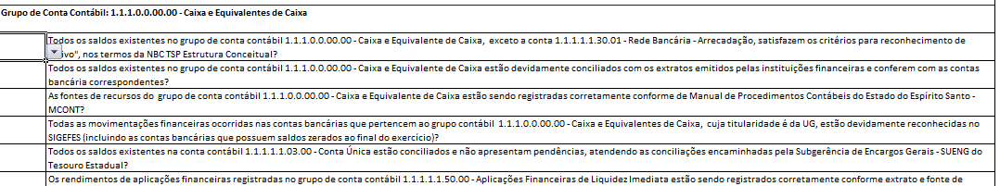 Grupo de Conta Contábil: 1.1.1.0.0.00.00 - Caixa e Equivalentes de Caixa
Todos os saldos existentes no grupo de conta contábil 1.1.1.0.0.00.00 - Caixa e Equivalente de Caixa, exceto a conta 1.1.1.1.1.30.01 - Rede Bancária - Arrecadação, satisfazem os critérios para reconhecimento de
ivo", nos termos da NBC TSP Estrutura Conceitual?
Todos os saldos existentes no grupo de conta contábil 1.1.1.0.0.00.00 - Caixa e Equivalente de Caixa estão devidamente conciliados com os extratos emitidos pelas instituições financeiras e conferem com as contas
bancária correspondentes?
As fontes de recursos do grupo de conta contábil 1.1.1.0.0.00.00 - Caixa e Equivalente de Caixa estão sendo registradas corretamente conforme de Manual de Procedimentos Contábeis do Estado do Espírito Santo -
MCONT?
Todas as movimentações financeiras ocorridas nas contas bancárias que pertencem ao grupo contábil 1.1.1.0.0.00.00 - Caixa e Equivalentes de Caixa, cuja titularidade é da UG, estão devidamente reconhecidas no
SIGEFES (incluindo as contas bancárias que possuem saldos zerados ao final do exercício)?
Todos os saldos existentes na conta contábil 1.1.1.1.1.03.00 - Conta Única estão conciliados e não apresentam pendências, atendendo as conciliações encaminhadas pela Subgerência de Encargos Gerais - SUENG do
Tesouro Estadual?
Os rendimentos de aplicações financeiras registradas no grupo de conta contábil 1.1.1.1.1.50.00 - Aplicações Financeiras de Liquidez Imediata estão sendo registrados corretamente conforme extrato e fonte de